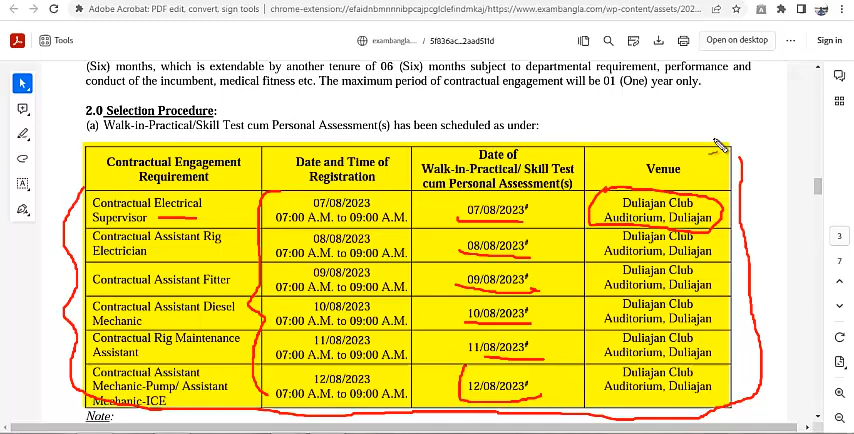 Adobe Acrobat: PDF edit, convert, sign tools | chrome-extension://efaidnbmnnnibpcajpcglclefindmkaj/https://www.exambangla.com/wp-content/assets/202...
Tools
exambangla.... / 5f836ac_2aad511d
Open on desktop
Sign in
(Six) months, which is extendable by another tenure of 06 (Six) months subject to departmental requirement, performance and
conduct of the incumbent, medical fitness etc. The maximum period of contractual engagement will be 01 (One) year only.
2.0 Selection Procedure:
(a) Walk-in-Practical/Skill Test cum Personal Assessment(s) has been scheduled as under:
Contractual Engagement
Requirement
Date and Time of
Registration
Date of
Walk-in-Practical/ Skill Test
cum Personal Assessment(s)
Venue
Contractual Electrical
Supervisor
07/08/2023
07:00 A.M. to 09:00 A.M.
07/08/2023#
Duliajan Club
Auditorium, Duliajan
Contractual Assistant Rig
Electrician
08/08/2023
07:00 A.M. to 09:00 A.M.
08/08/2023#
Duliajan Club
Auditorium, Duliajan
Contractual Assistant Fitter
09/08/2023
07:00 A.M. to 09:00 A.M.
09/08/2023#
Duliajan Club
Auditorium, Duliajan
Contractual Assistant Diesel
Mechanic
10/08/2023
07:00 A.M. to 09:00 A.M.
10/08/2023#
Duliajan Club
Auditorium, Duliajan
Contractual Rig Maintenance
Assistant
11/08/2023
07:00 A.M. to 09:00 A.M.
11/08/2023#
Duliajan Club
Auditorium, Duliajan
Contractual Assistant
Mechanic-Pump/ Assistant
Mechanic-ICE
12/08/2023
07:00 A.M. to 09:00 A.M.
12/08/2023#
Duliajan Club
Auditorium, Duliajan
Note:
3
7